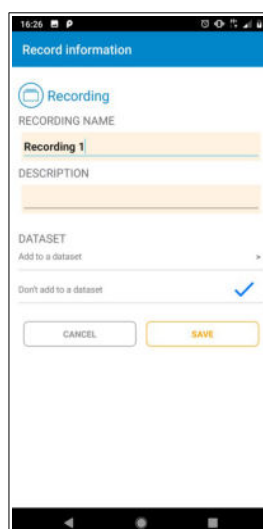 16:26
Record information
Recording
RECORDING NAME
Recording 1
DESCRIPTION
DATASET
Add to a dataset >
Don't add to a dataset
CANCEL SAVE